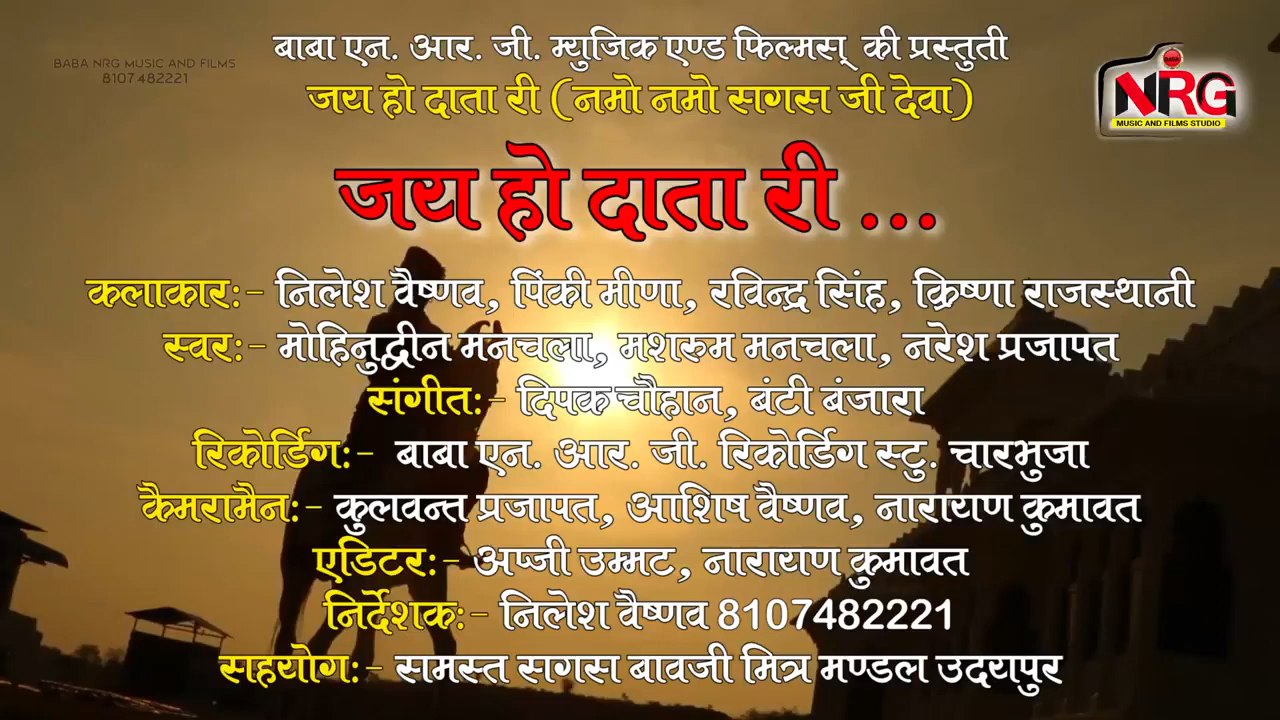 बाबा एन. आर. जी. म्युजिक एण्ड फिल्मस् की प्रस्तुती
BABA NRG MUSIC AND FILMS
8107482221
जय हो दाता री (नमो नमो सगस जी देवा)
BABA
NRG
MUSIC AND FILMS STUDIO
जय हो दाता री ...
कलाकार:- निलेश वैष्णव, पिंकी मीणा, रविन्द्र सिंह, क्रिष्णा राजस्थानी
स्वर:- मोहिनुद्वीन मनचला, मशरुम मनचला, नरेश प्रजापत
संगीत:- दिपक चौहान, बंटी बंजारा
रिकोर्डिग:- बाबा एन. आर. जी. रिकोर्डिग स्टु. चारभुजा
कैमरामैन:- कुलवन्त प्रजापत, आशिष वैष्णव, नारायण कुमावत
एडिटर:- अप्जी उम्मट, नारायण कुमावत
निर्देशक:- निलेश वैष्णव 8107482221
सहयोग:- समस्त सगस बावजी मित्र मण्डल उदयपुर